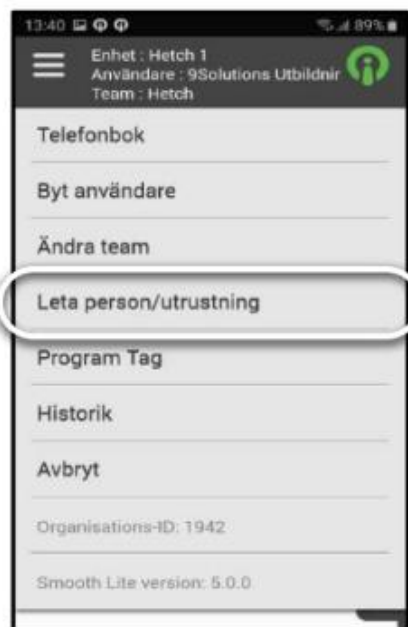 13:40 89%
Enhet : Hetch 1
Användare : 9Solutions Utbildnir
Team : Hetch
Telefonbok
Byt användare
Ändra team
Leta person/utrustning
Program Tag
Historik
Avbryt
Organisations-ID: 1942
Smooth Lite version: 5.0.0